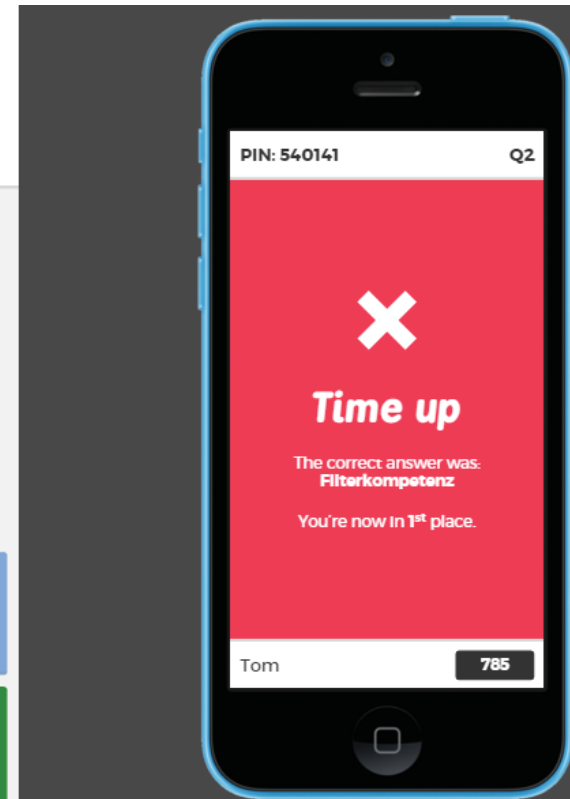 PIN: 540141 Q2
Time up
The correct answer was:
Filterkompetenz
You're now in 1st place.
Tom 785